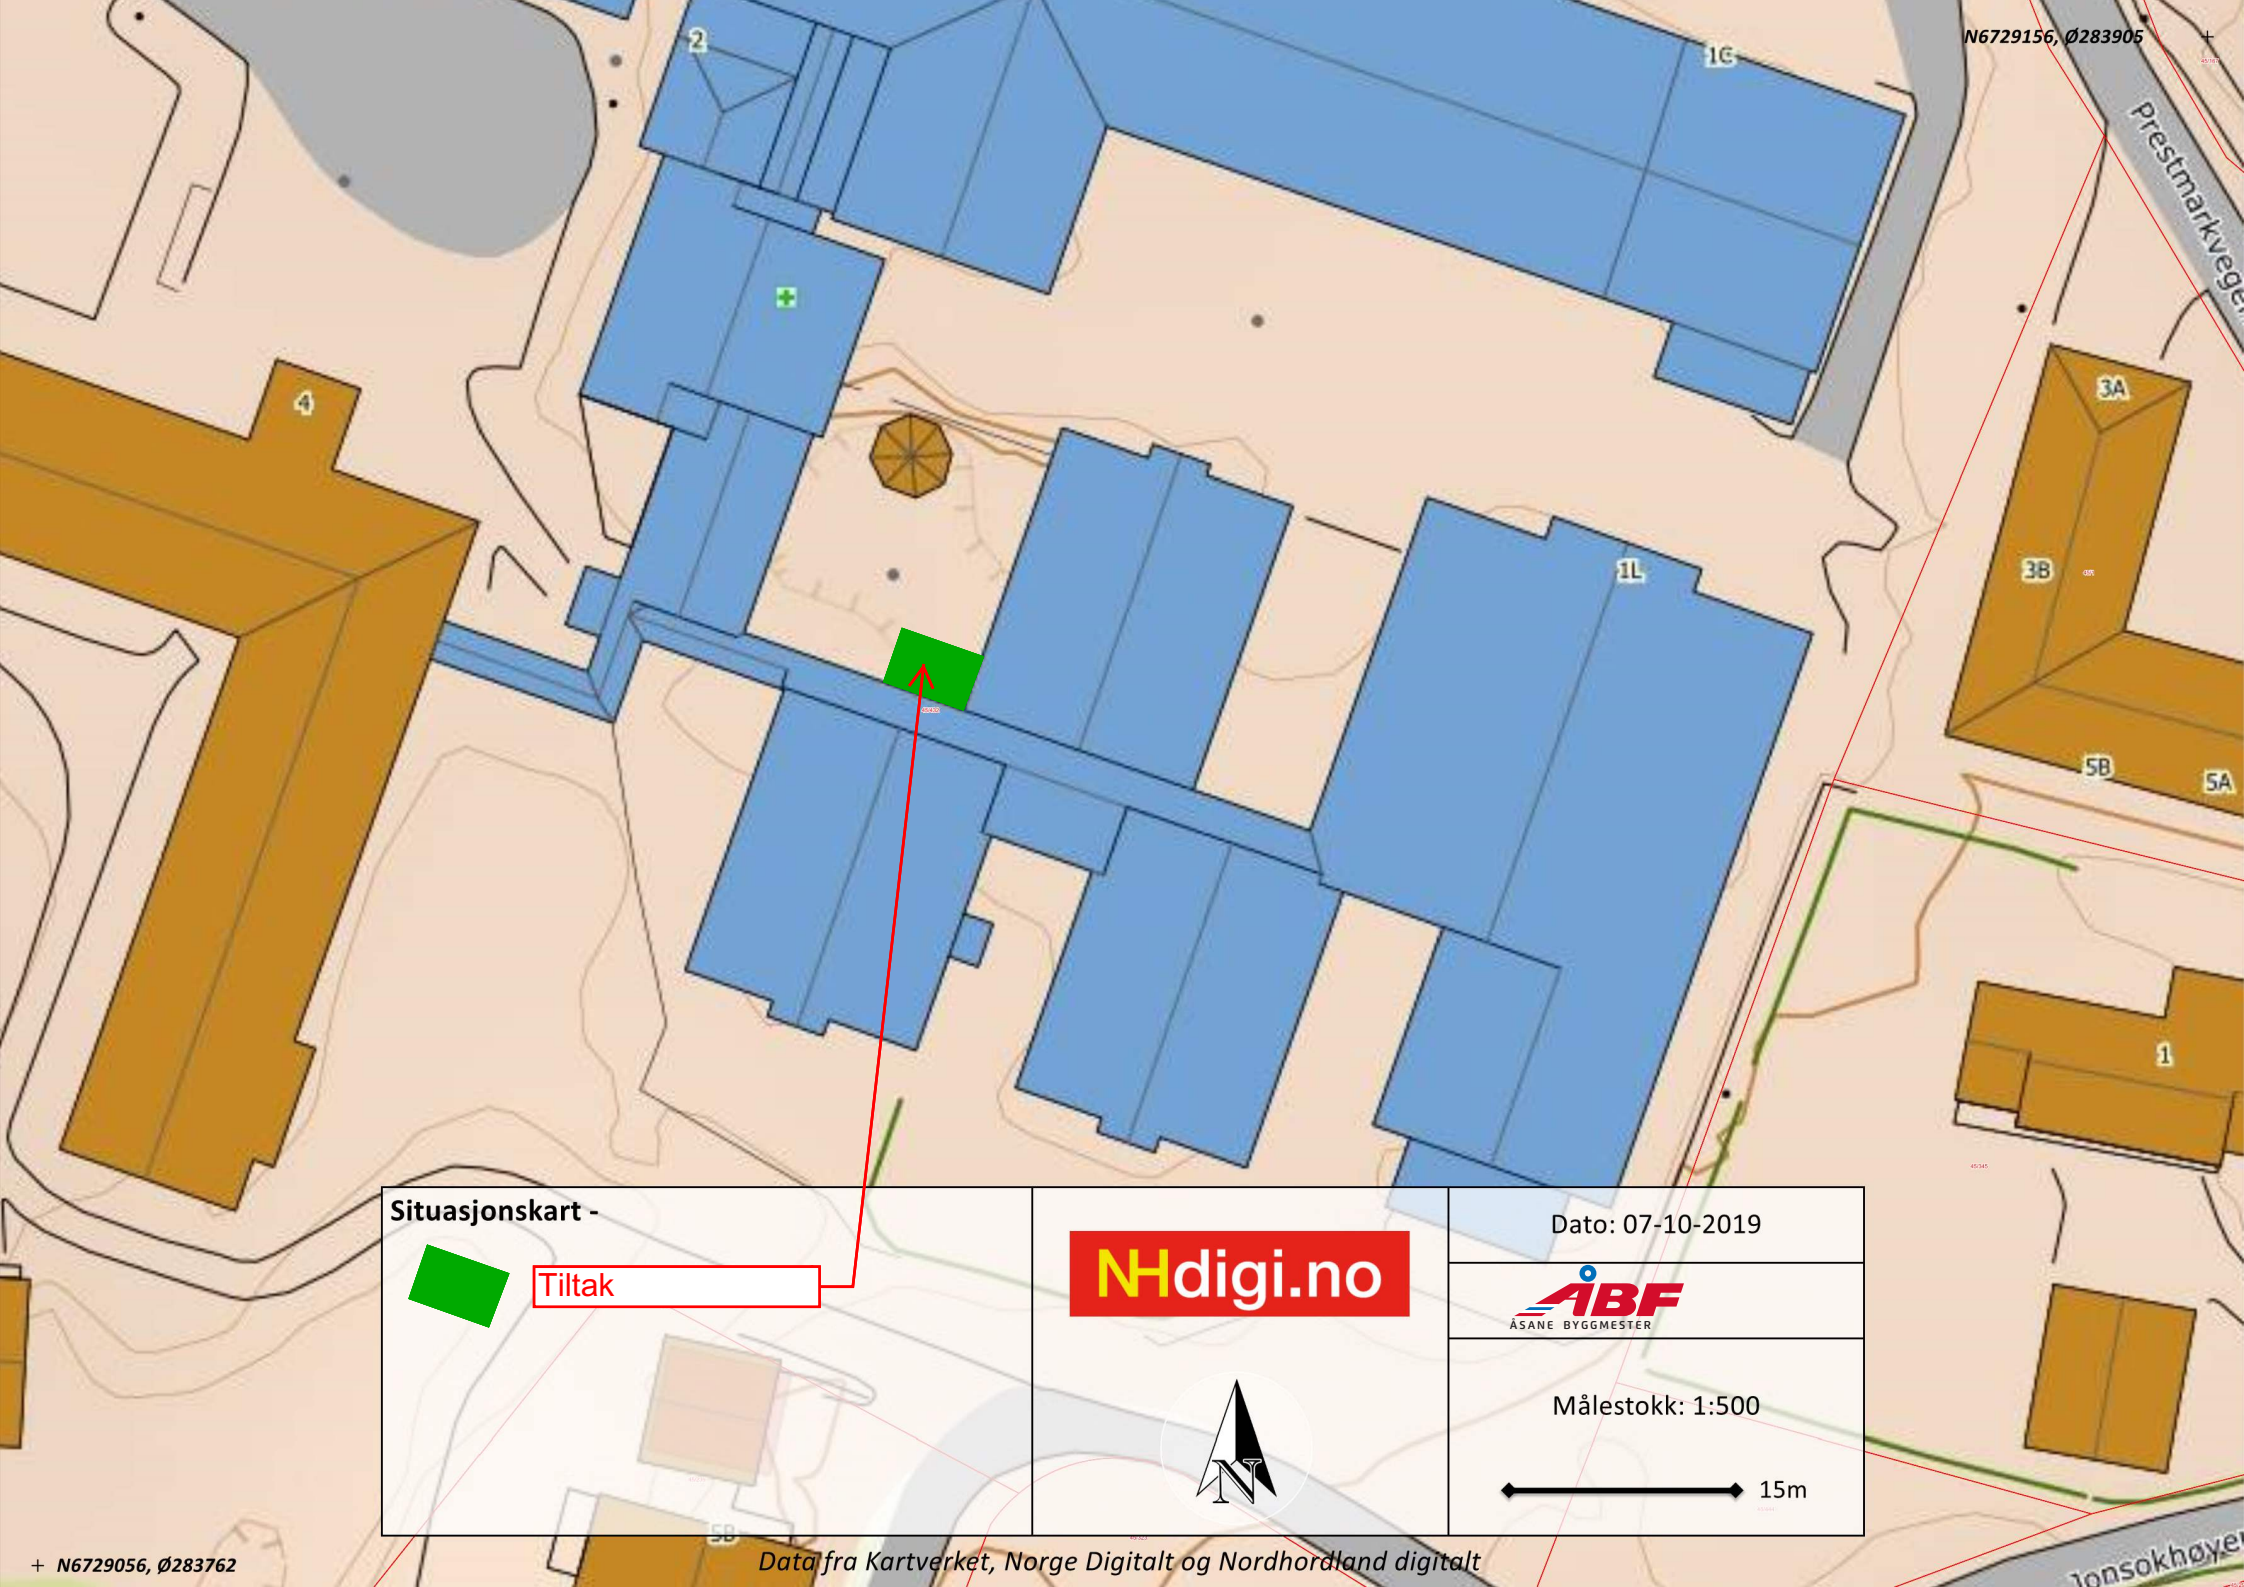 2
1C
N6729156, Ø283905
Prestmarkvegen
4
3A
3B
1L
5B
5A
1
Situasjonskart -
Tiltak
NHdigi.no
Dato: 07-10-2019
ÅBF
ÅSANE BYGGMESTER
Målestokk: 1:500
N
15m
5B
N6729056, Ø283762
Data fra Kartverket, Norge Digitalt og Nordhordland digitalt